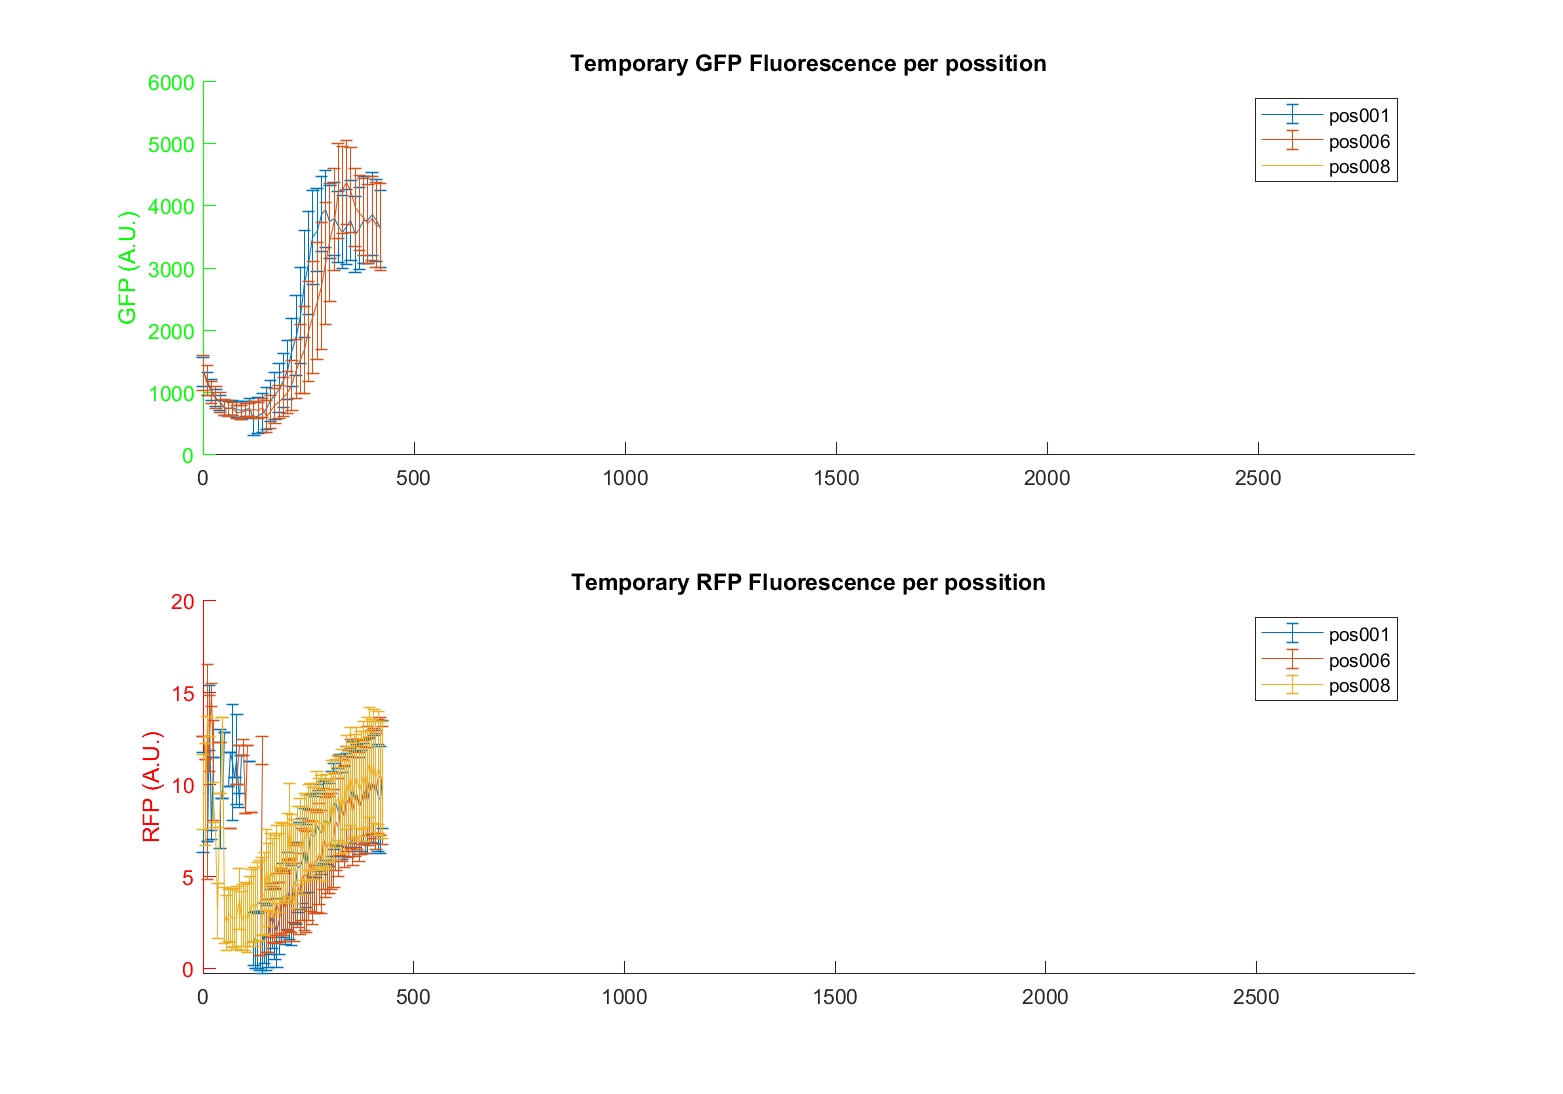 Temporary GFP Fluorescence per possition
6000
5000
4000
3000
2000
1000
0
GFP (A.U.)
pos001
pos006
pos008
0 500 1000 1500 2000 2500
Temporary RFP Fluorescence per possition
20
15
10
5
0
RFP (A.U.)
pos001
pos006
pos008
0 500 1000 1500 2000 2500